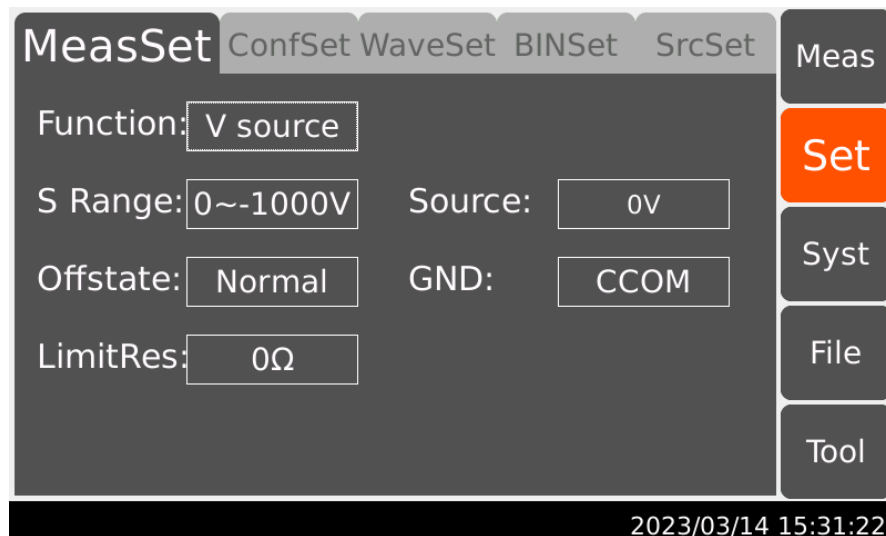 MeasSet ConfSet WaveSet BINSet SrcSet
Function: V source
S Range: 0~-1000V Source: 0V
Offstate: Normal GND: CCOM
LimitRes: 0Ω
Meas
Set
Syst
File
Tool
2023/03/14 15:31:22